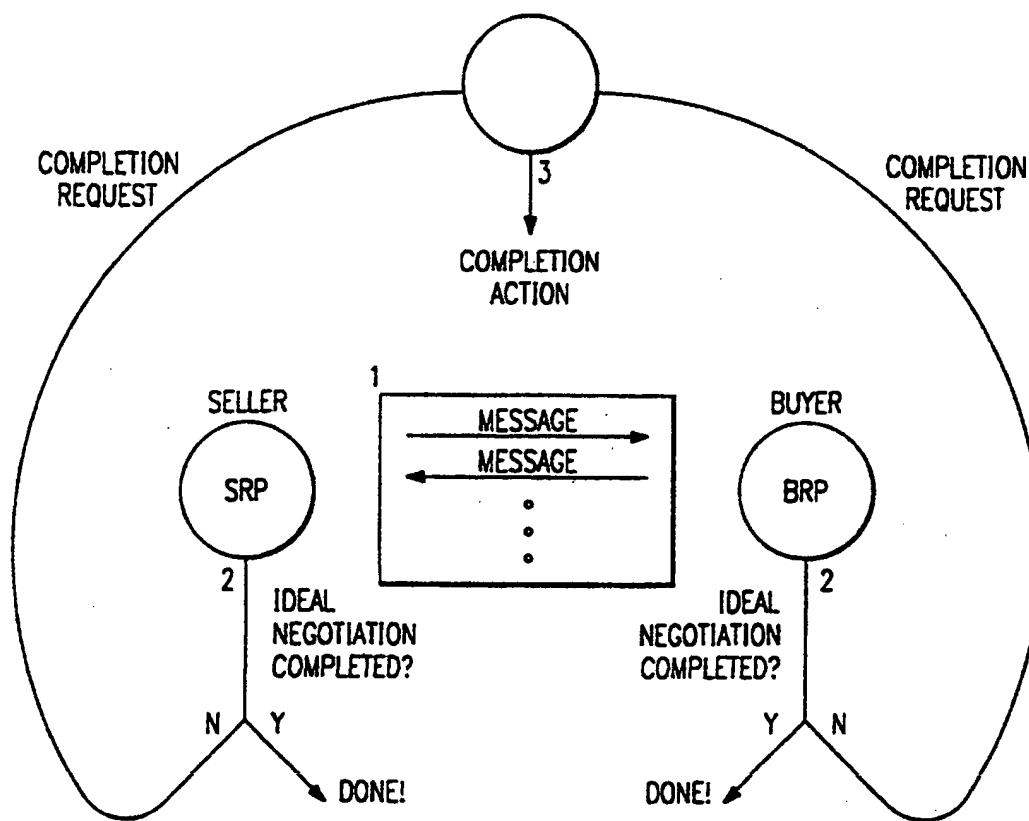 COMPLETION
REQUEST
COMPLETION
REQUEST
3
COMPLETION
ACTION
1
SELLER
BUYER
MESSAGE
MESSAGE
SRP
BRP
2
IDEAL
NEGOTIATION
COMPLETED?
2
IDEAL
NEGOTIATION
COMPLETED?
N Y
Y N
DONE!
DONE!